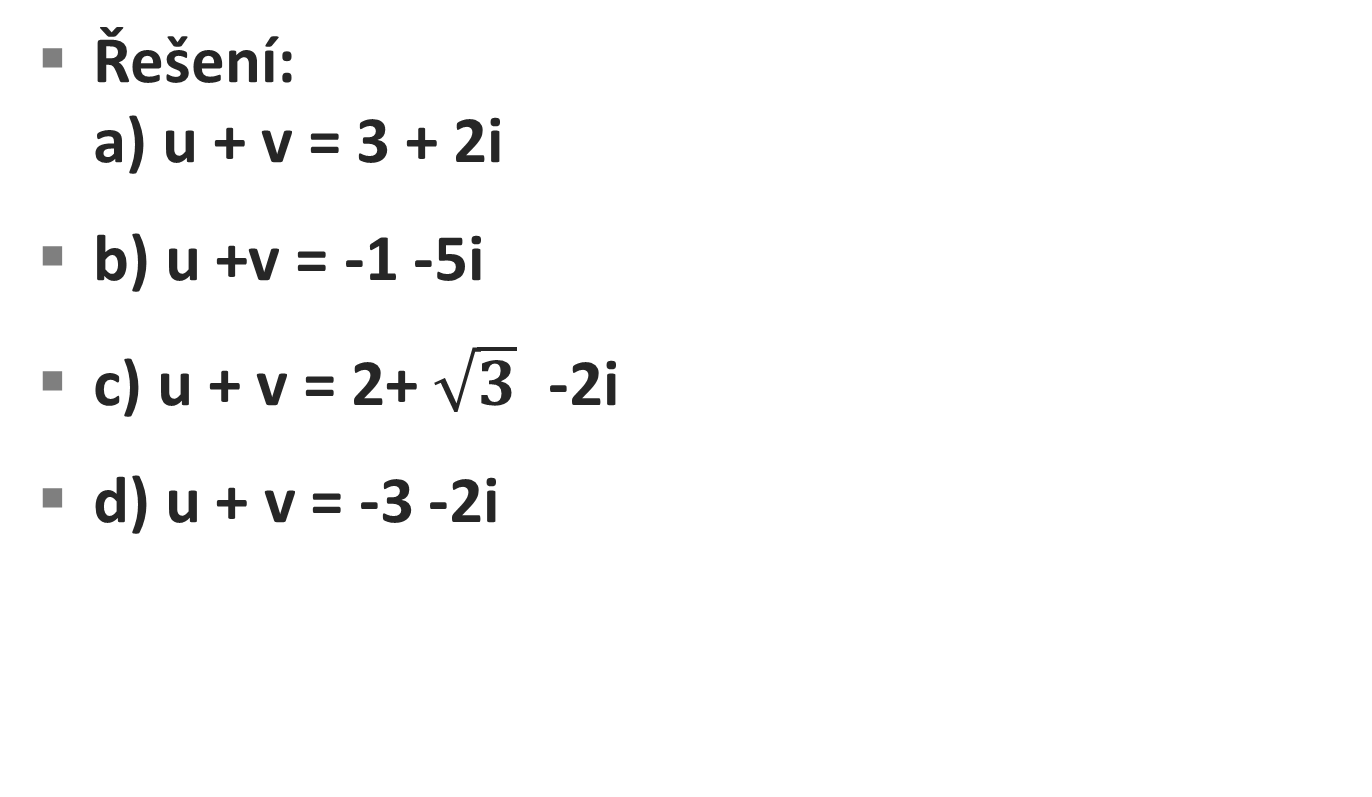 ▪ Řešení:
a) u + v = 3 + 2i
▪ b) u +v = -1 -5i
▪ c) u + v = 2+ √3 -2i
▪ d) u + v = -3 -2i